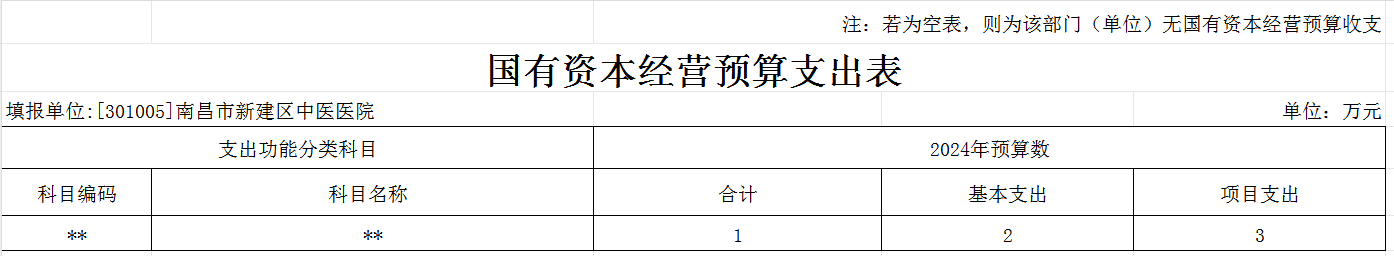 注：若为空表，则为该部门（单位）无国有资本经营预算收支
国有资本经营预算支出表
填报单位:[301005]南昌市新建区中医医院 单位：万元
支出功能分类科目 2024年预算数
科目编码 科目名称 合计 基本支出 项目支出
** ** 1 2 3